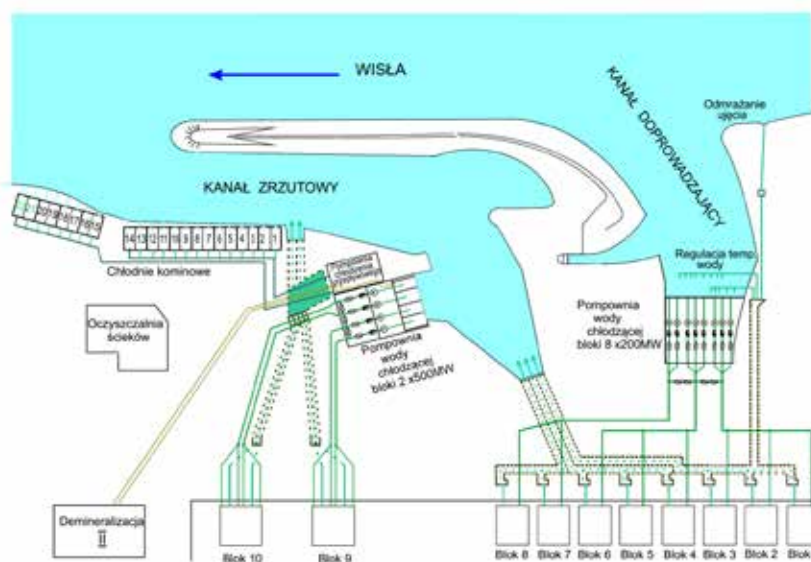 WISŁA
KANAŁ DOPROWADZAJĄCY
Odmrażanie
ujęcia
KANAŁ ZRZUTOWY
14 13 12 11 10 9 8 7 6 5 4 3 2 1
Chłodnie kominowe
Pompownia
Regulacja temp.
wody
Oczyszczalnia
ścieków
Pompownia
wody
chłodzącej
bloki 2 x500MW
Pompownia
wody
chłodzącej
bloki 8 x200MW
Demineralizacja
II
Blok 10
Blok 9
Blok 8
Blok 7
Blok 6
Blok 5
Blok 4
Blok 3
Blok 2
Blok